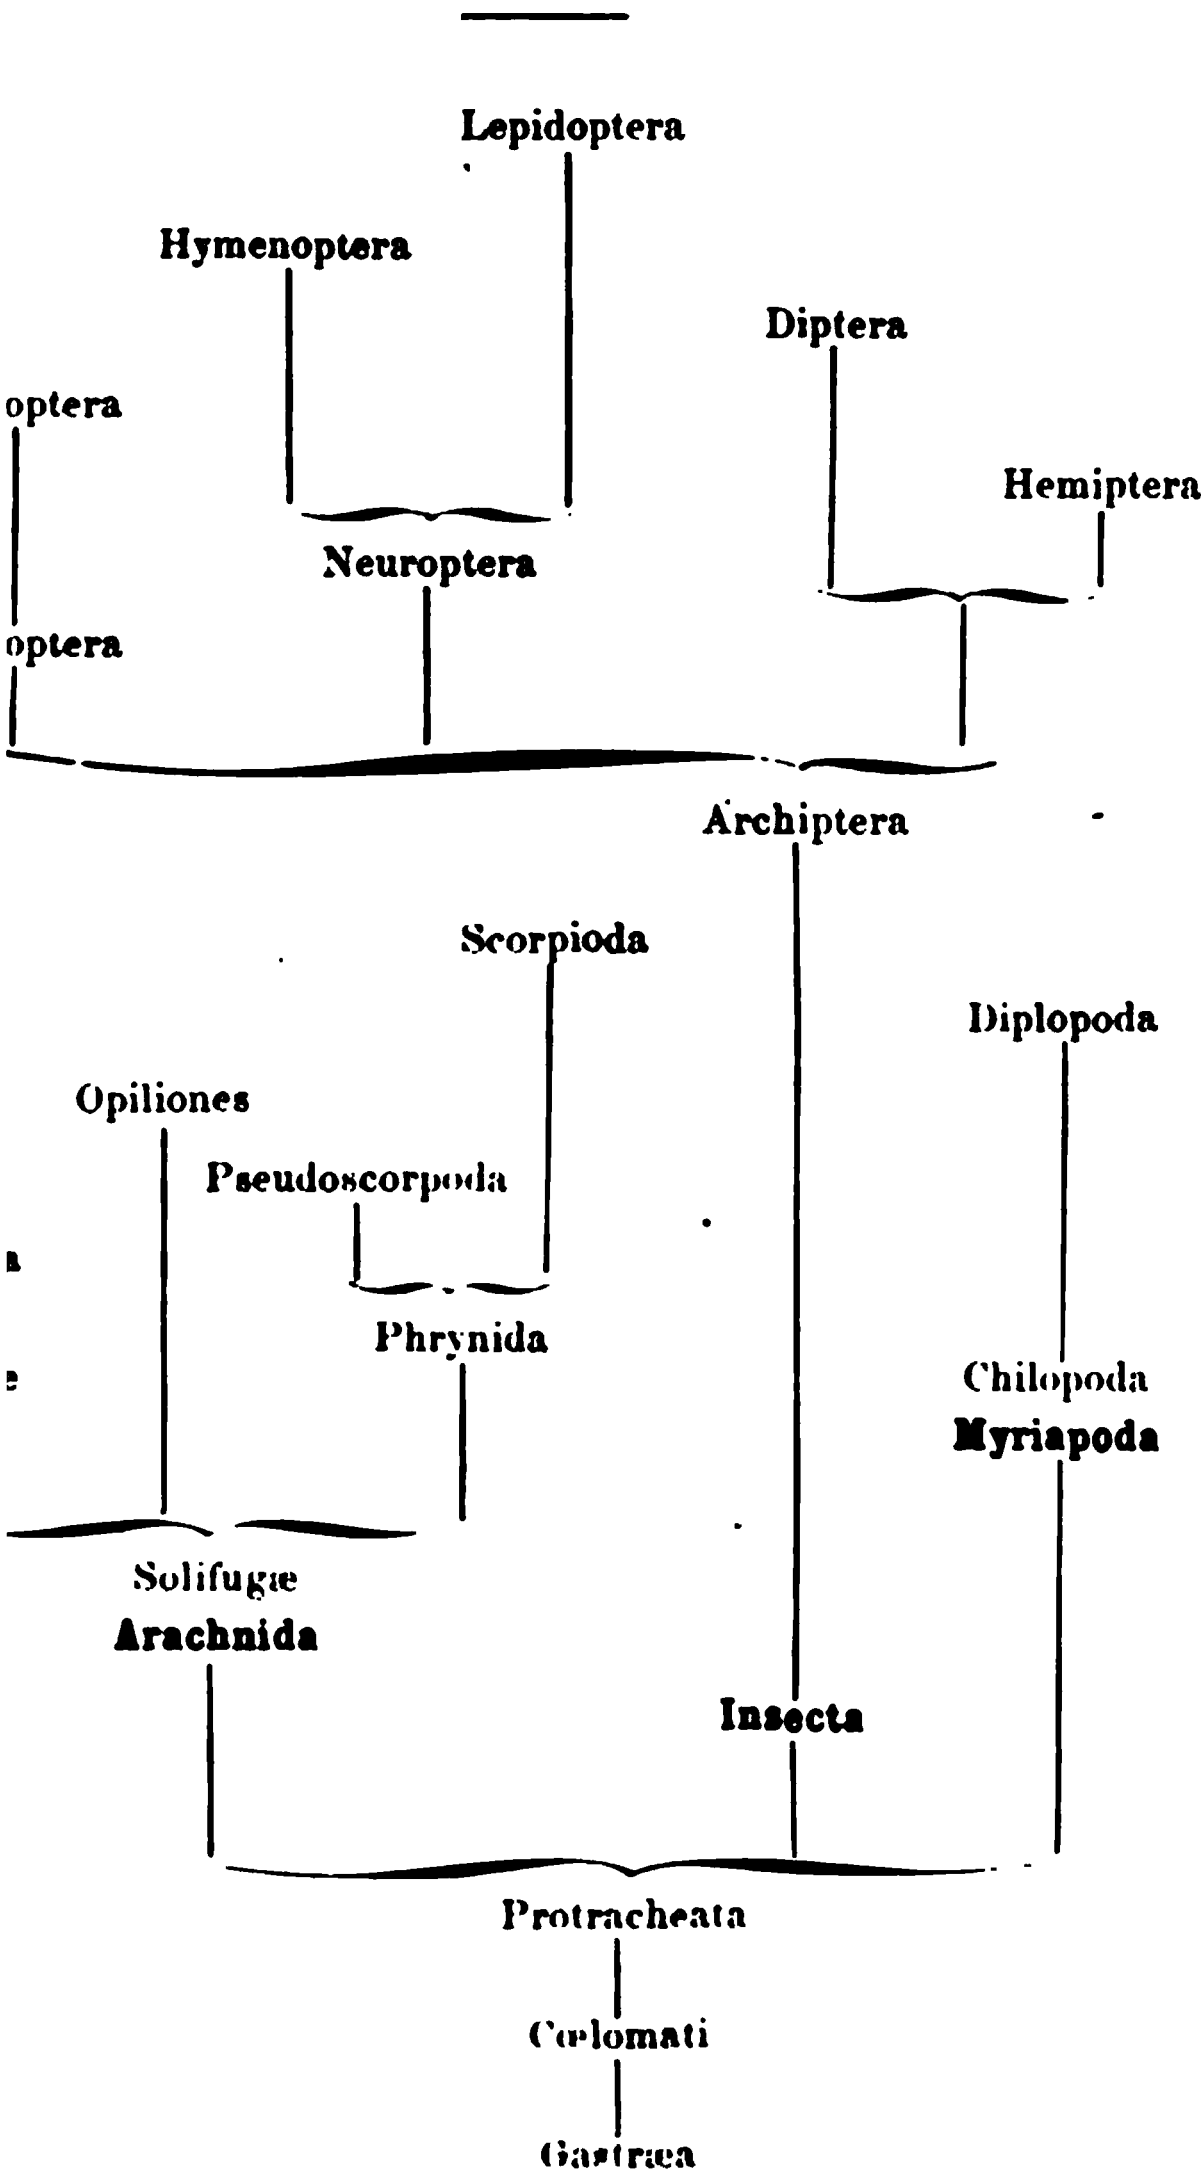 Lepidoptera
Hymenoptera
Diptera
optera
Hemiptera
Neuroptera
optera
Archiptera
Scorpioda
Diplopoda
Opiliones
Pseudoscorpoda
a
Phrynida
e
Chilopoda
Myriapoda
Solifugæ
Arachnida
Insecta
Protracheata
Cœlomati
Gastræa